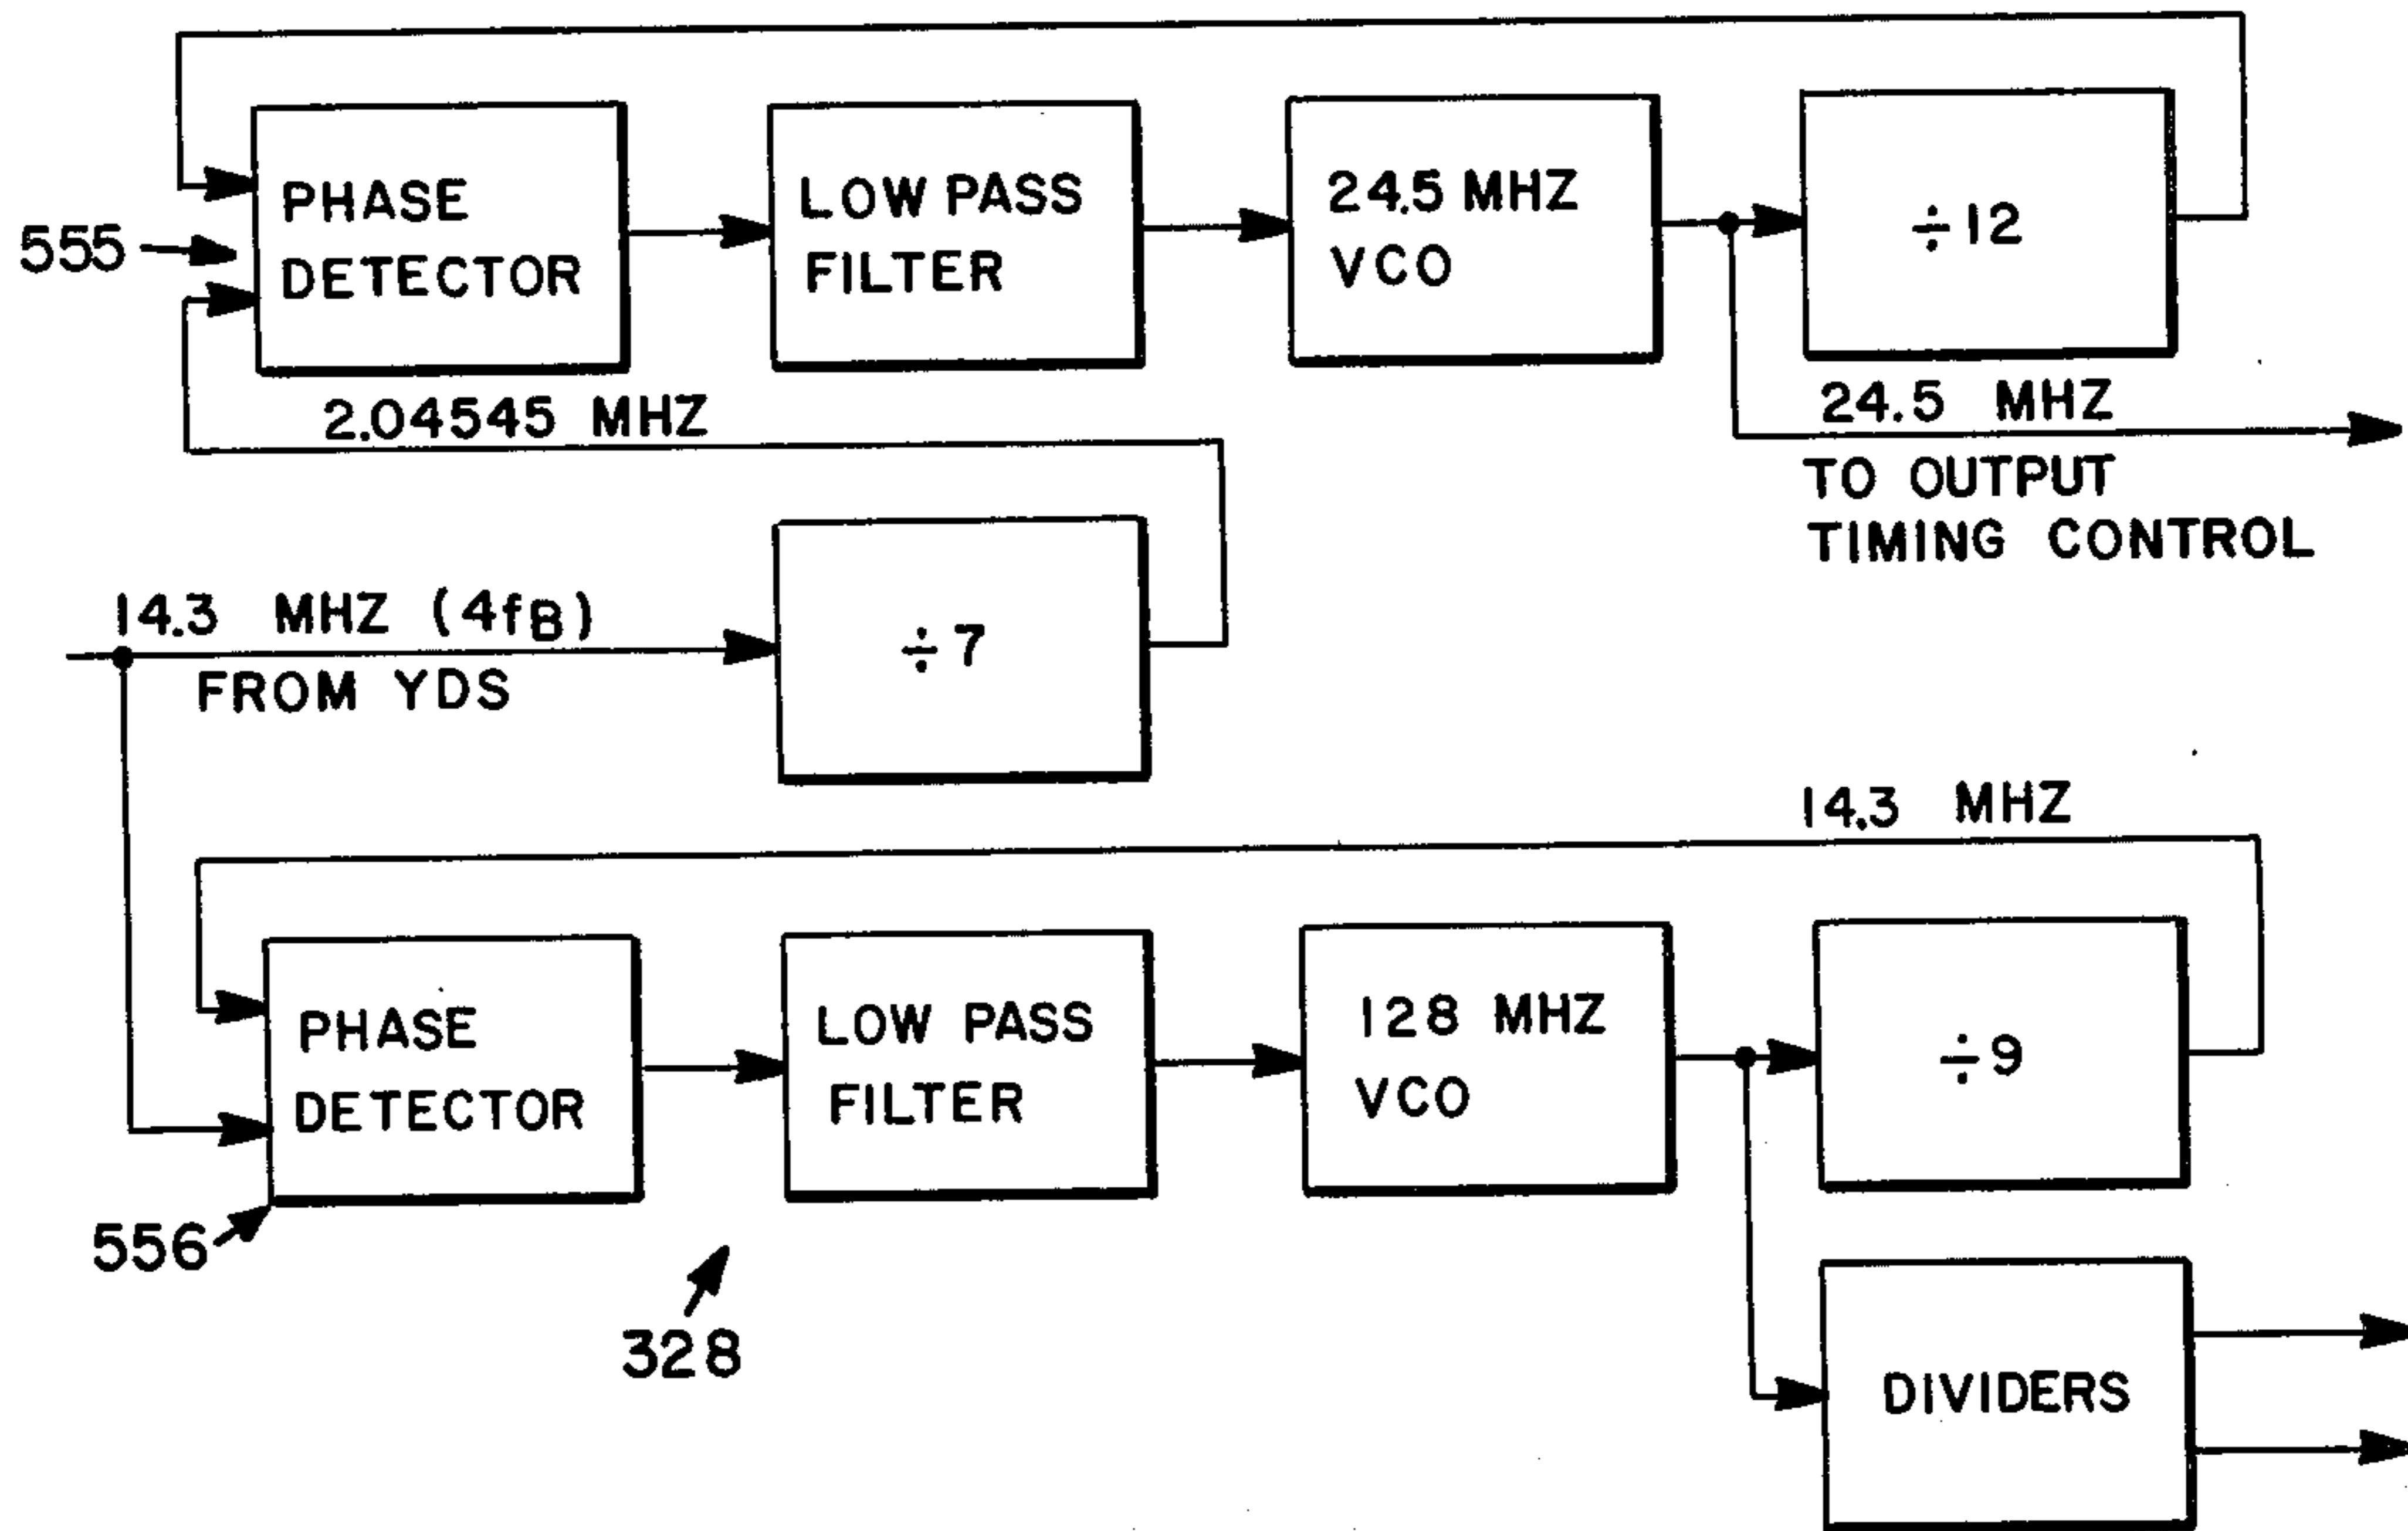 555
PHASE
DETECTOR
LOW PASS
FILTER
24.5 MHZ
VCO
÷12
2.04545 MHZ
24.5 MHZ
TO OUTPUT
TIMING CONTROL
14.3 MHZ (4fB)
FROM YDS
÷7
14.3 MHZ
PHASE
DETECTOR
LOW PASS
FILTER
128 MHZ
VCO
÷9
556
328
DIVIDERS